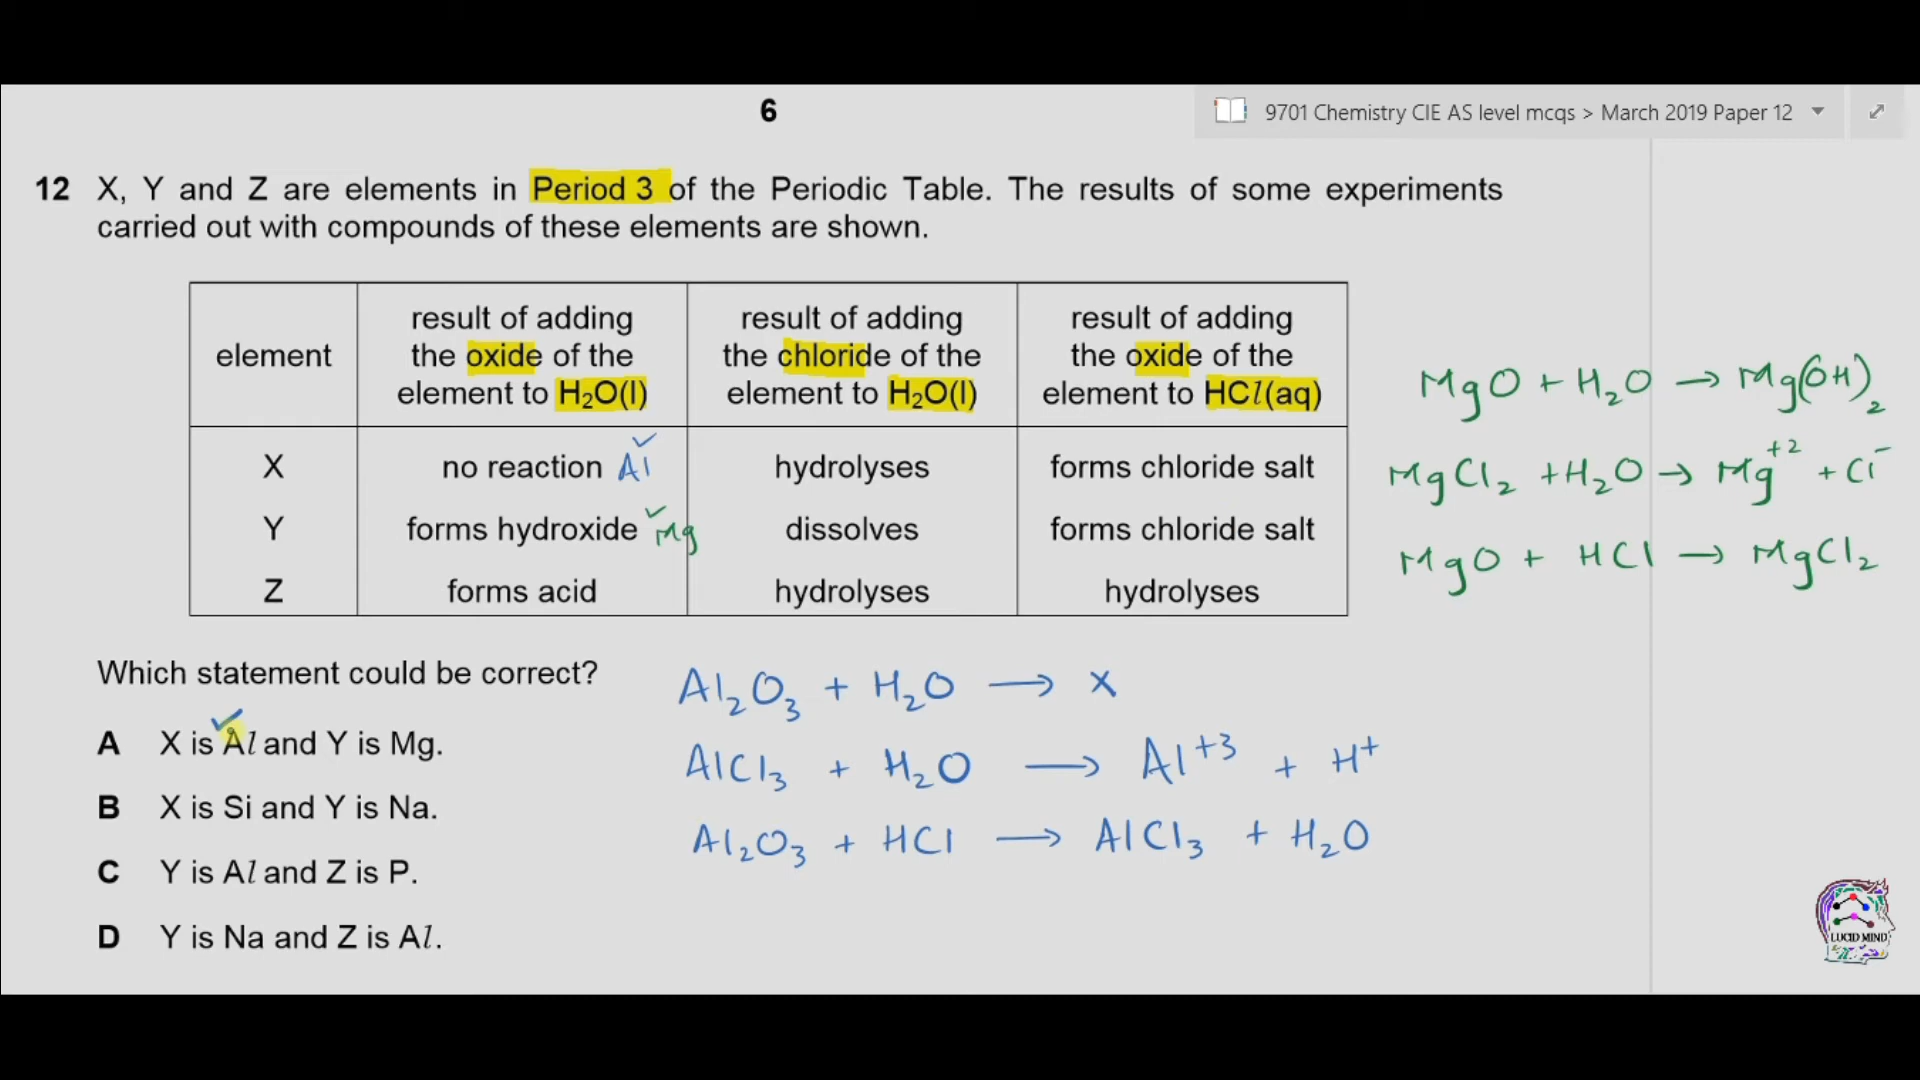 6
9701 Chemistry CIE AS level mcqs > March 2019 Paper 12
12 X, Y and Z are elements in Period 3 of the Periodic Table. The results of some experiments
carried out with compounds of these elements are shown.
element
result of adding
the oxide of the
element to H₂O(l)
result of adding
the chloride of the
element to H₂O(l)
result of adding
the oxide of the
element to HCl(aq)
X no reaction Al ✓ hydrolyses forms chloride salt
Y forms hydroxide ✓ Mg dissolves forms chloride salt
Z forms acid hydrolyses hydrolyses
MgO + H₂O → Mg(OH)₂
MgCl₂ + H₂O → Mg⁺² + Cl⁻
MgO + HCl → MgCl₂
Which statement could be correct?
A X is Al and Y is Mg.
B X is Si and Y is Na.
C Y is Al and Z is P.
D Y is Na and Z is Al.
Al₂O₃ + H₂O → x
AlCl₃ + H₂O → Al⁺³ + H⁺
Al₂O₃ + HCl → AlCl₃ + H₂O
LUCID MIND